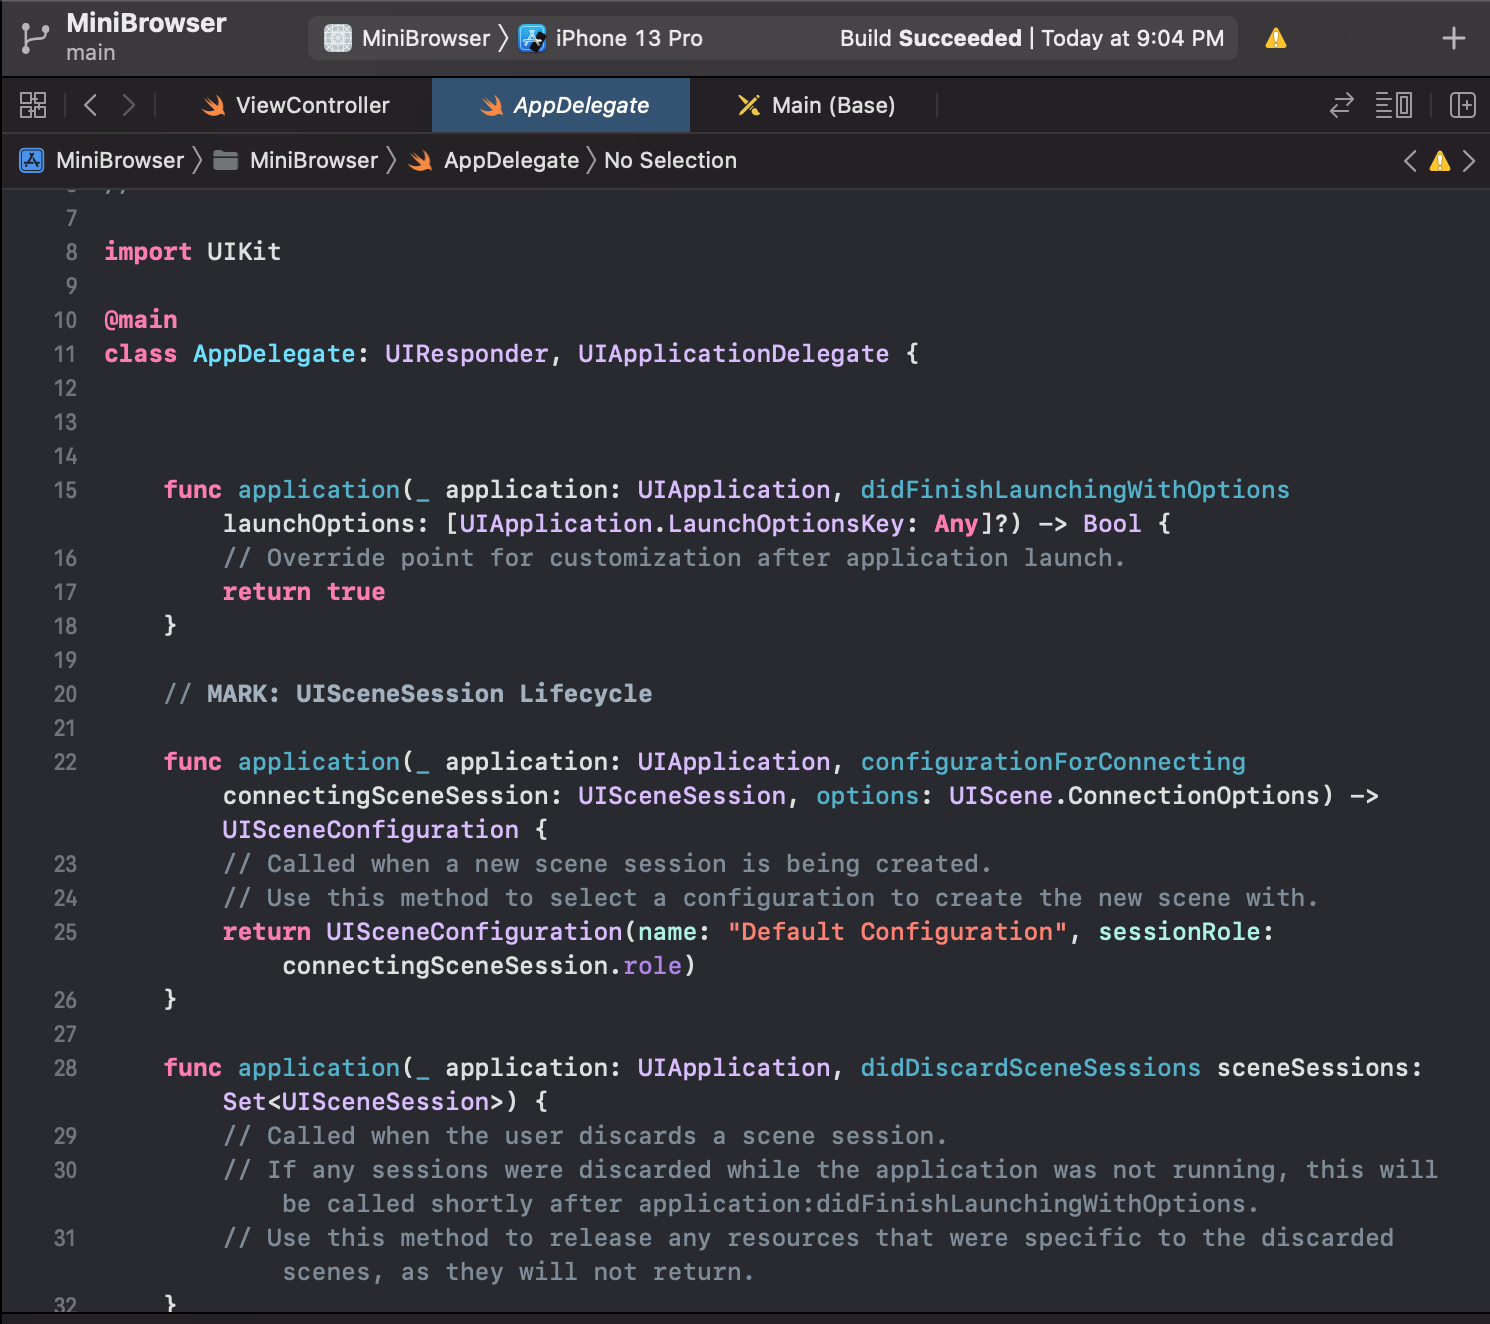 MiniBrowser
main
MiniBrowser 〉 iPhone 13 Pro
Build Succeeded | Today at 9:04 PM
ViewController
AppDelegate
Main (Base)
MiniBrowser 〉 MiniBrowser 〉 AppDelegate 〉 No Selection
7
8 import UIKit
9
10 @main
11 class AppDelegate: UIResponder, UIApplicationDelegate {
12
13
14
15 func application(_ application: UIApplication, didFinishLaunchingWithOptions
launchOptions: [UIApplication.LaunchOptionsKey: Any]?) -> Bool {
16 // Override point for customization after application launch.
17 return true
18 }
19
20 // MARK: UISceneSession Lifecycle
21
22 func application(_ application: UIApplication, configurationForConnecting
connectingSceneSession: UISceneSession, options: UIScene.ConnectionOptions) ->
UISceneConfiguration {
23 // Called when a new scene session is being created.
24 // Use this method to select a configuration to create the new scene with.
25 return UISceneConfiguration(name: "Default Configuration", sessionRole:
connectingSceneSession.role)
26 }
27
28 func application(_ application: UIApplication, didDiscardSceneSessions sceneSessions:
Set<UISceneSession>) {
29 // Called when the user discards a scene session.
30 // If any sessions were discarded while the application was not running, this will
be called shortly after application:didFinishLaunchingWithOptions.
31 // Use this method to release any resources that were specific to the discarded
scenes, as they will not return.
32 }